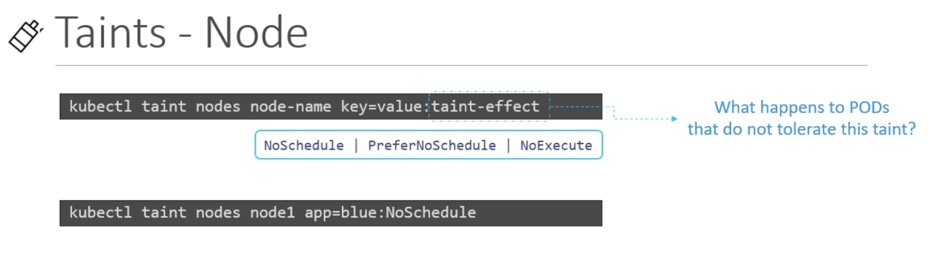 Taints - Node
kubectl taint nodes node-name key=value:taint-effect
What happens to PODs
that do not tolerate this taint?
NoSchedule | PreferNoSchedule | NoExecute
kubectl taint nodes node1 app=blue:NoSchedule